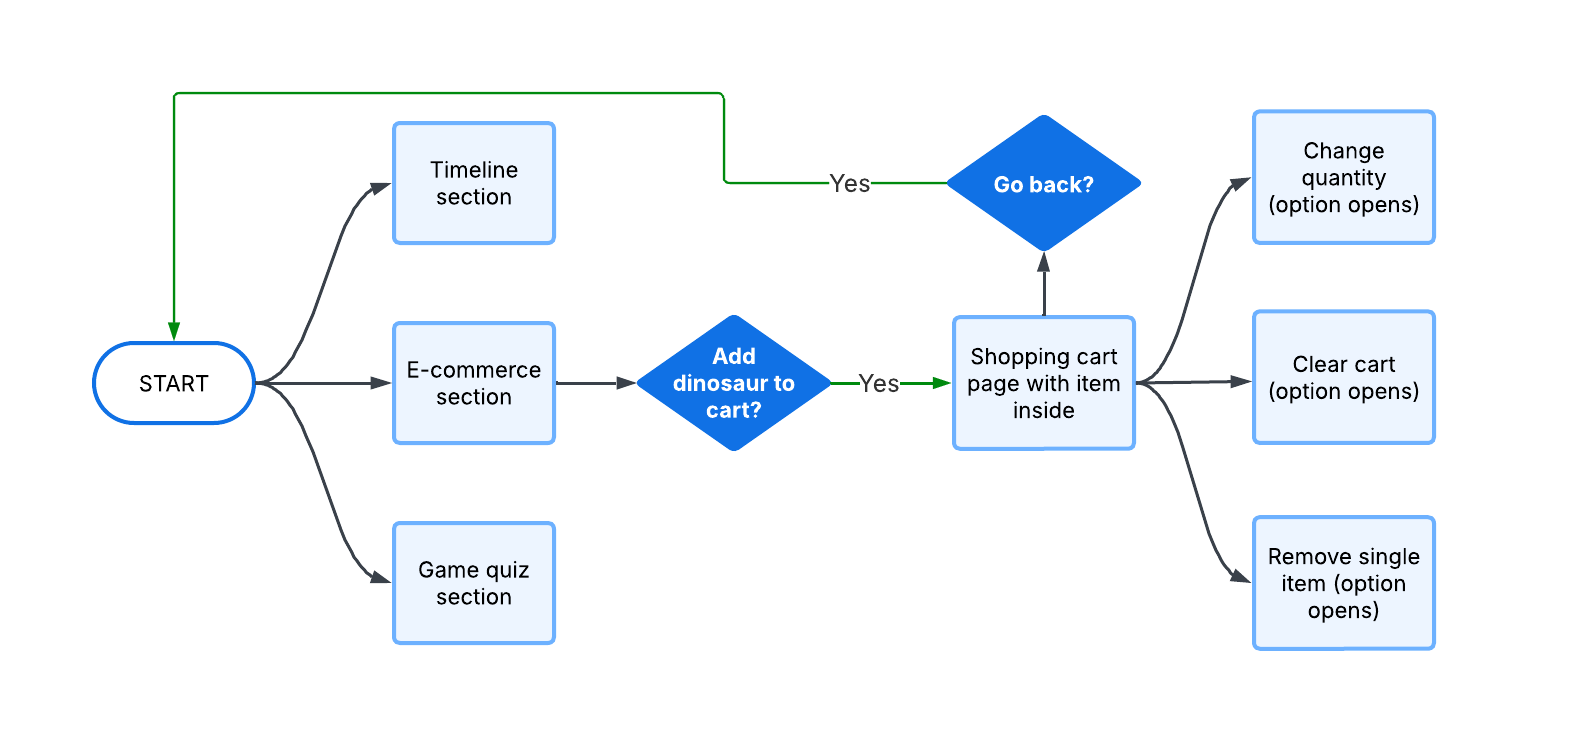 START
Timeline
section
E-commerce
section
Game quiz
section
Add
dinosaur to
cart?
Yes
Shopping cart
page with item
inside
Go back?
Yes
Change
quantity
(option opens)
Clear cart
(option opens)
Remove single
item (option
opens)